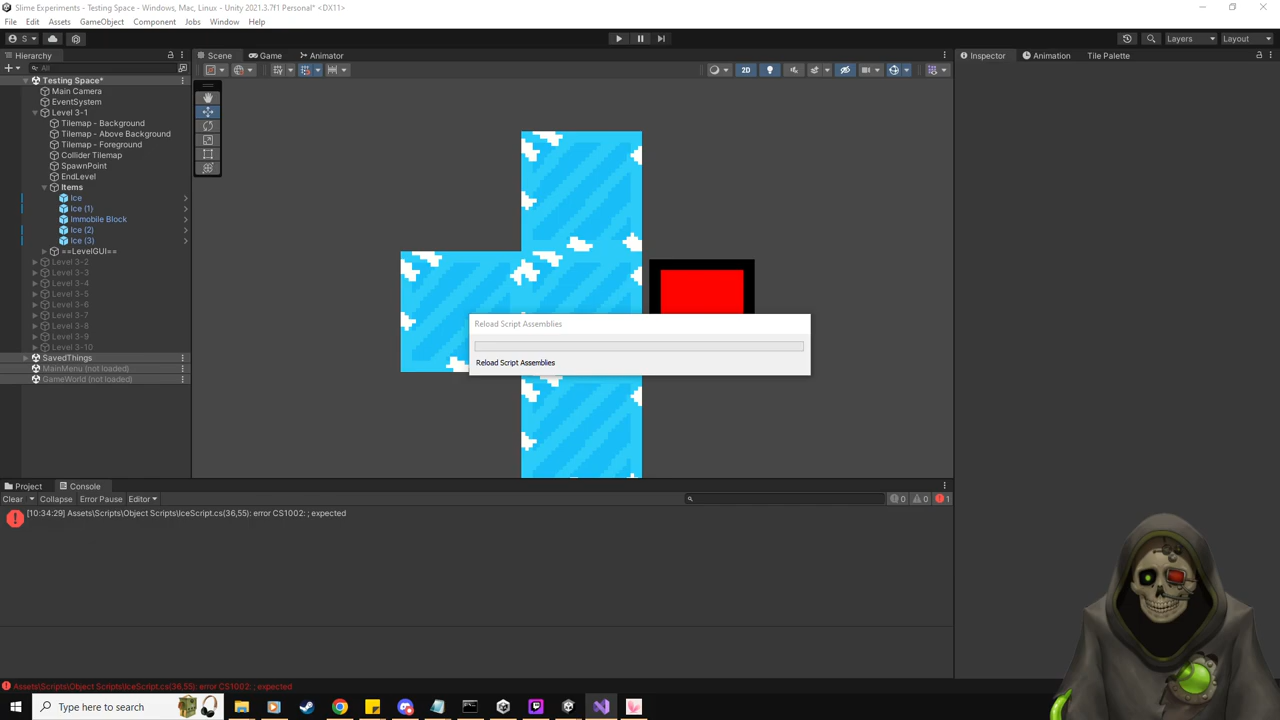 Slime Experiments - Testing Space - Windows, Mac, Linux - Unity 2021.3.7f1 Personal* <DX11>
File Edit Assets GameObject Component Jobs Window Help
S Layers Layout
Hierarchy Scene Game Animator Inspector Animation Tile Palette
All 2D
Testing Space*
Main Camera
EventSystem
Level 3-1
Tilemap - Background
Tilemap - Above Background
Tilemap - Foreground
Collider Tilemap
SpawnPoint
EndLevel
Items
Ice
Ice (1)
Immobile Block
Ice (2)
Ice (3)
==LevelGUI==
Level 3-2
Level 3-3
Level 3-4
Level 3-5
Level 3-6
Level 3-7
Level 3-8
Level 3-9
Level 3-10
SavedThings
MainMenu (not loaded)
GameWorld (not loaded)
Reload Script Assemblies
Reload Script Assemblies
Project Console
Clear Collapse Error Pause Editor 0 0 1
[10:34:29] Assets\Scripts\Object Scripts\IceScript.cs(36,55): error CS1002: ; expected
Assets\Scripts\Object Scripts\IceScript.cs(36,55): error CS1002: ; expected
Type here to search